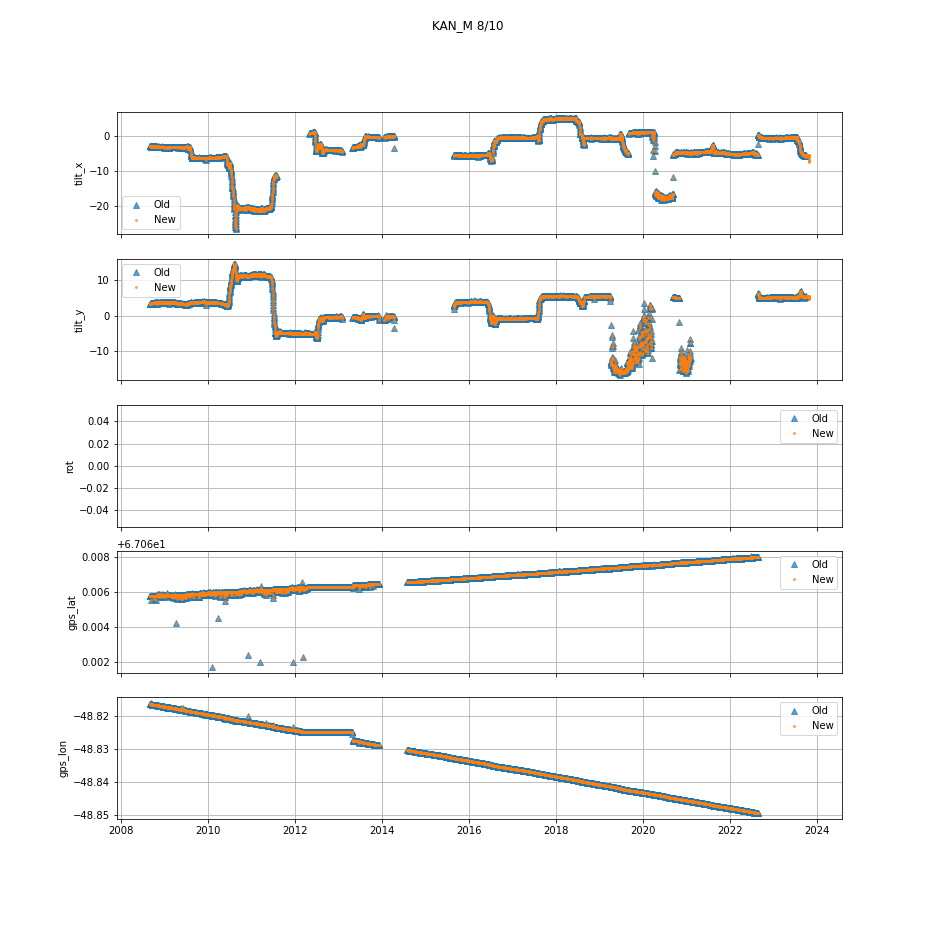 KAN_M 8/10
0
−10
−20
tilt_x
Old
New
10
0
−10
tilt_y
Old
New
0.04
0.02
0.00
−0.02
−0.04
rot
Old
New
+6.706e1
0.008
0.006
0.004
0.002
gps_lat
Old
New
−48.82
−48.83
−48.84
−48.85
gps_lon
Old
New
2008 2010 2012 2014 2016 2018 2020 2022 2024